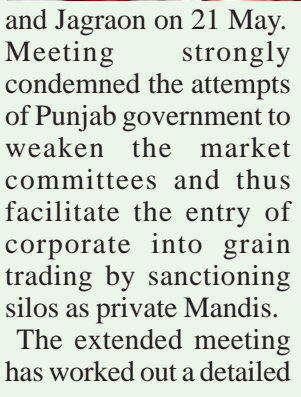 and Jagraon on 21 May.
Meeting strongly
condemned the attempts
of Punjab government to
weaken the market
committees and thus
facilitate the entry of
corporate into grain
trading by sanctioning
silos as private Mandis.
The extended meeting
has worked out a detailed